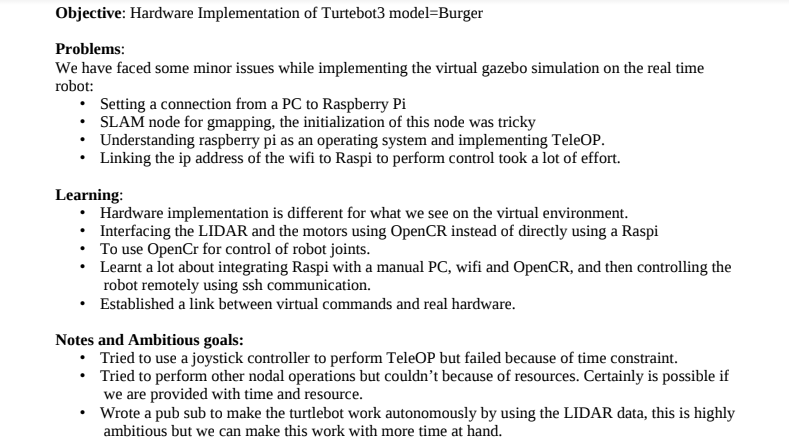 Objective: Hardware Implementation of Turtebot3 model=Burger
Problems:
We have faced some minor issues while implementing the virtual gazebo simulation on the real time
robot:
• Setting a connection from a PC to Raspberry Pi
• SLAM node for gmapping, the initialization of this node was tricky
• Understanding raspberry pi as an operating system and implementing TeleOP.
• Linking the ip address of the wifi to Raspi to perform control took a lot of effort.
Learning:
• Hardware implementation is different for what we see on the virtual environment.
• Interfacing the LIDAR and the motors using OpenCR instead of directly using a Raspi
• To use OpenCr for control of robot joints.
• Learnt a lot about integrating Raspi with a manual PC, wifi and OpenCR, and then controlling the
robot remotely using ssh communication.
• Established a link between virtual commands and real hardware.
Notes and Ambitious goals:
• Tried to use a joystick controller to perform TeleOP but failed because of time constraint.
• Tried to perform other nodal operations but couldn’t because of resources. Certainly is possible if
we are provided with time and resource.
• Wrote a pub sub to make the turtlebot work autonomously by using the LIDAR data, this is highly
ambitious but we can make this work with more time at hand.